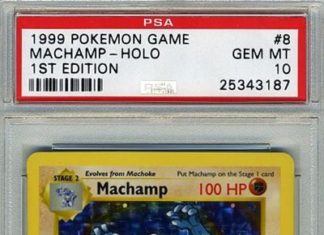 PSA
1999 POKEMON GAME #8
MACHAMP - HOLO GEM MT
1ST EDITION 10
25343187
Evolves from Machoke Put Machamp on the Stage 1 card
STAGE 2
Machamp 100 HP